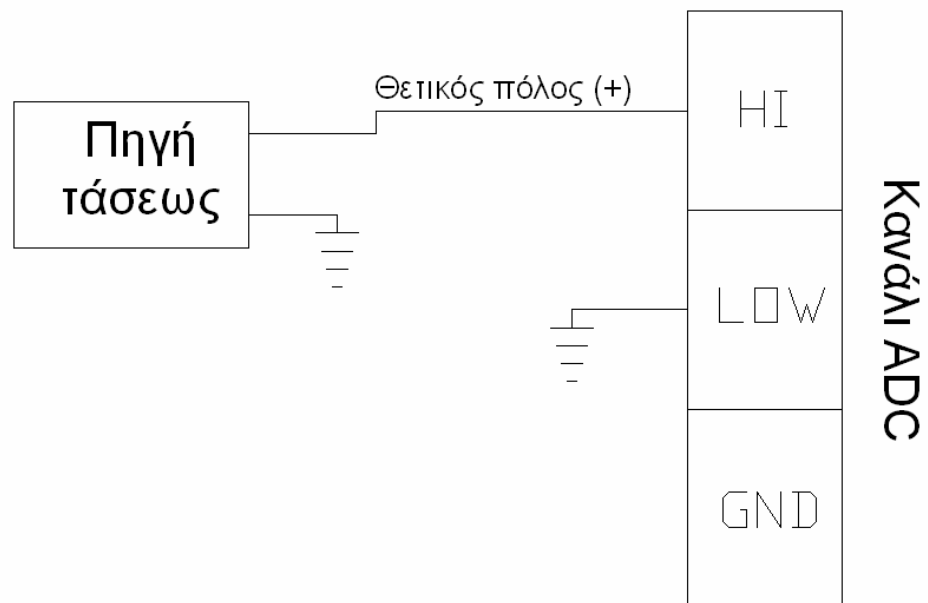 Θετικός πόλος (+)
Πηγή
τάσεως
HI
LOW
GND
Κανάλι ADC